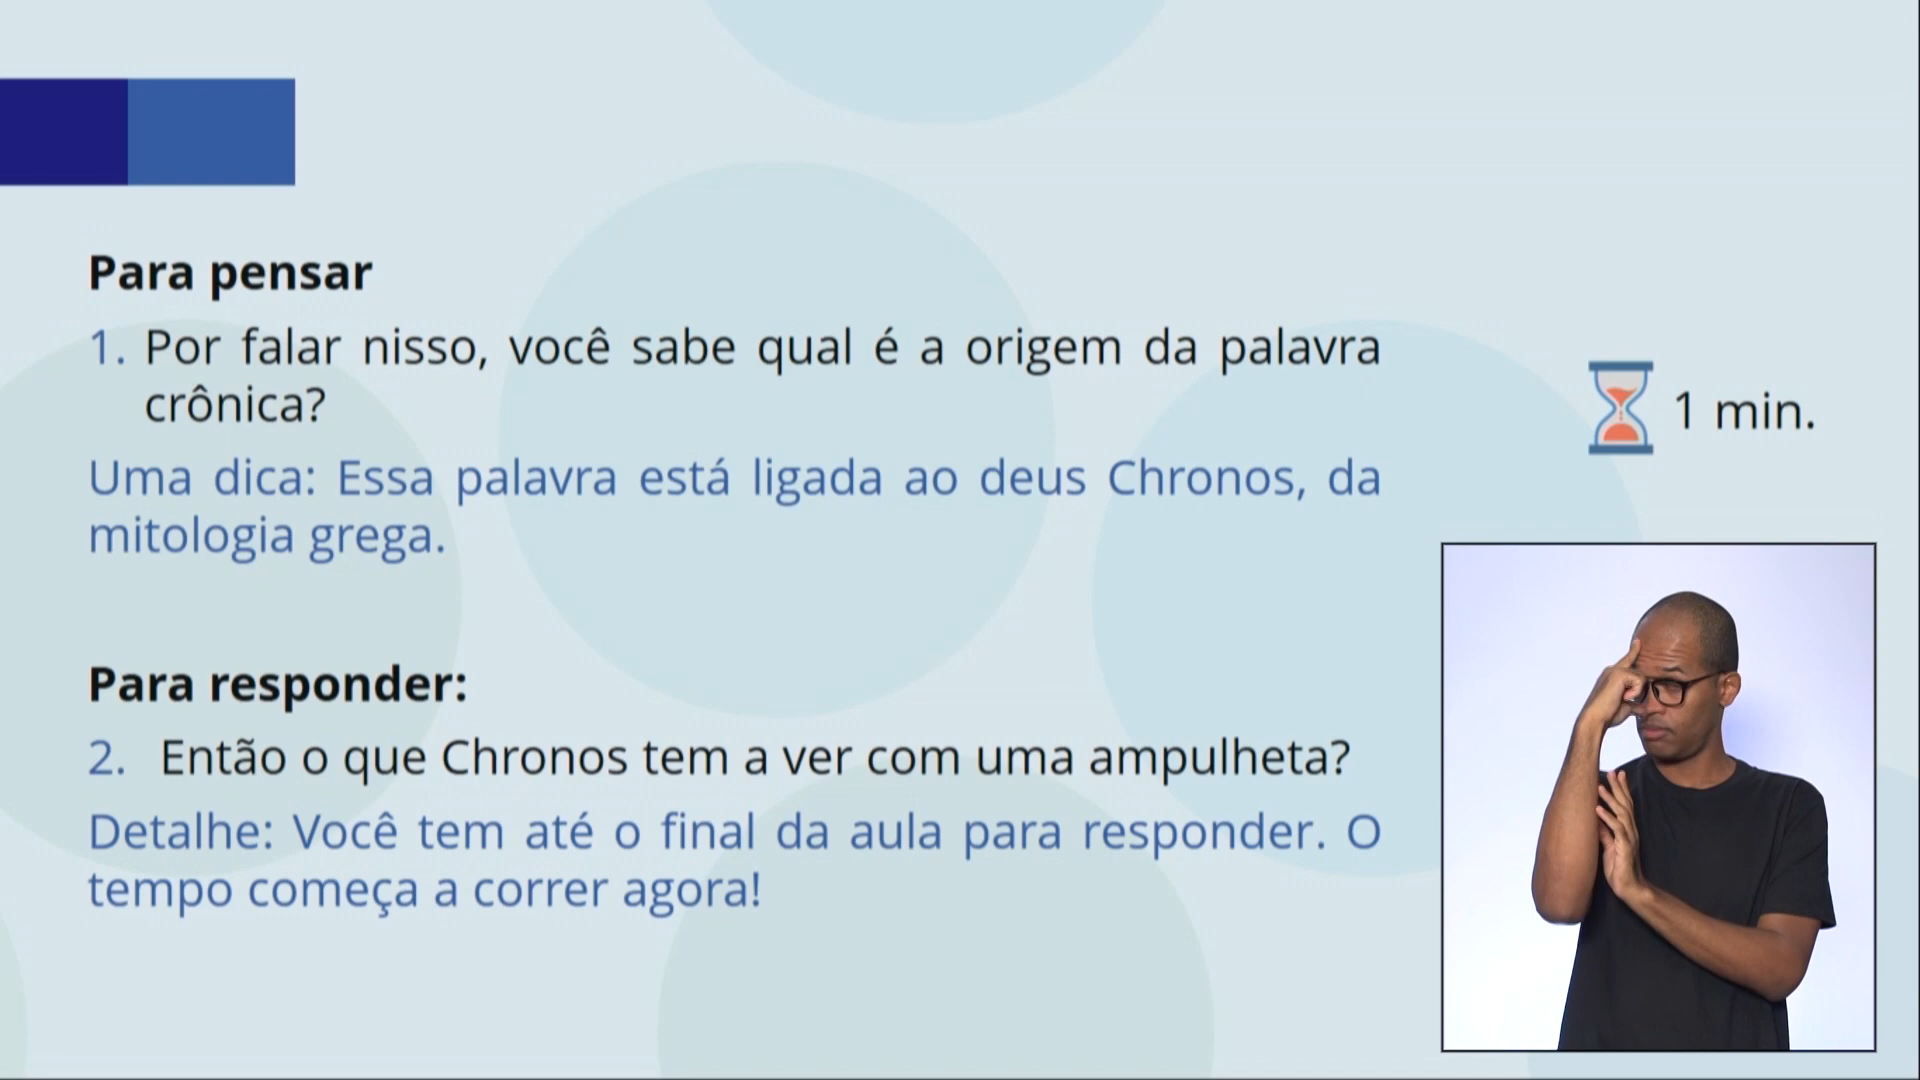 Para pensar
1. Por falar nisso, você sabe qual é a origem da palavra
crônica?
1 min.
Uma dica: Essa palavra está ligada ao deus Chronos, da
mitologia grega.
Para responder:
2. Então o que Chronos tem a ver com uma ampulheta?
Detalhe: Você tem até o final da aula para responder. O
tempo começa a correr agora!